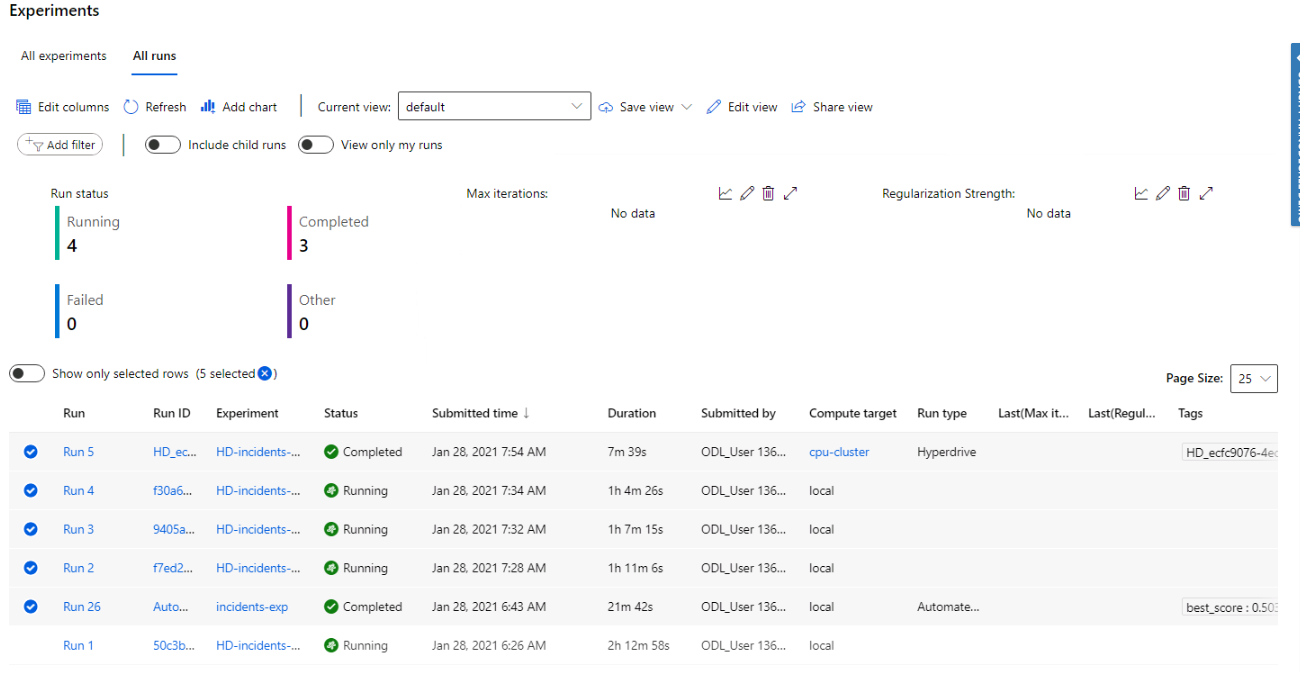 Experiments
All experiments All runs
Edit columns Refresh Add chart Current view: default Save view Edit view Share view
Add filter Include child runs View only my runs
Run status Max iterations: Regularization Strength:
No data No data
Running Completed
4 3
Failed Other
0 0
Show only selected rows (5 selected )
Page Size: 25
Run Run ID Experiment Status Submitted time ↓ Duration Submitted by Compute target Run type Last(Max it... Last(Regul... Tags
Run 5 HD_ec... HD-incidents-... Completed Jan 28, 2021 7:54 AM 7m 39s ODL_User 136... cpu-cluster Hyperdrive HD_ecfc9076-4ec
Run 4 f30a6... HD-incidents-... Running Jan 28, 2021 7:34 AM 1h 4m 26s ODL_User 136... local
Run 3 9405a... HD-incidents-... Running Jan 28, 2021 7:32 AM 1h 7m 15s ODL_User 136... local
Run 2 f7ed2... HD-incidents-... Running Jan 28, 2021 7:28 AM 1h 11m 6s ODL_User 136... local
Run 26 Auto... incidents-exp Completed Jan 28, 2021 6:43 AM 21m 42s ODL_User 136... local Automate... best_score : 0.503
Run 1 50c3b... HD-incidents-... Running Jan 28, 2021 6:26 AM 2h 12m 58s ODL_User 136... local